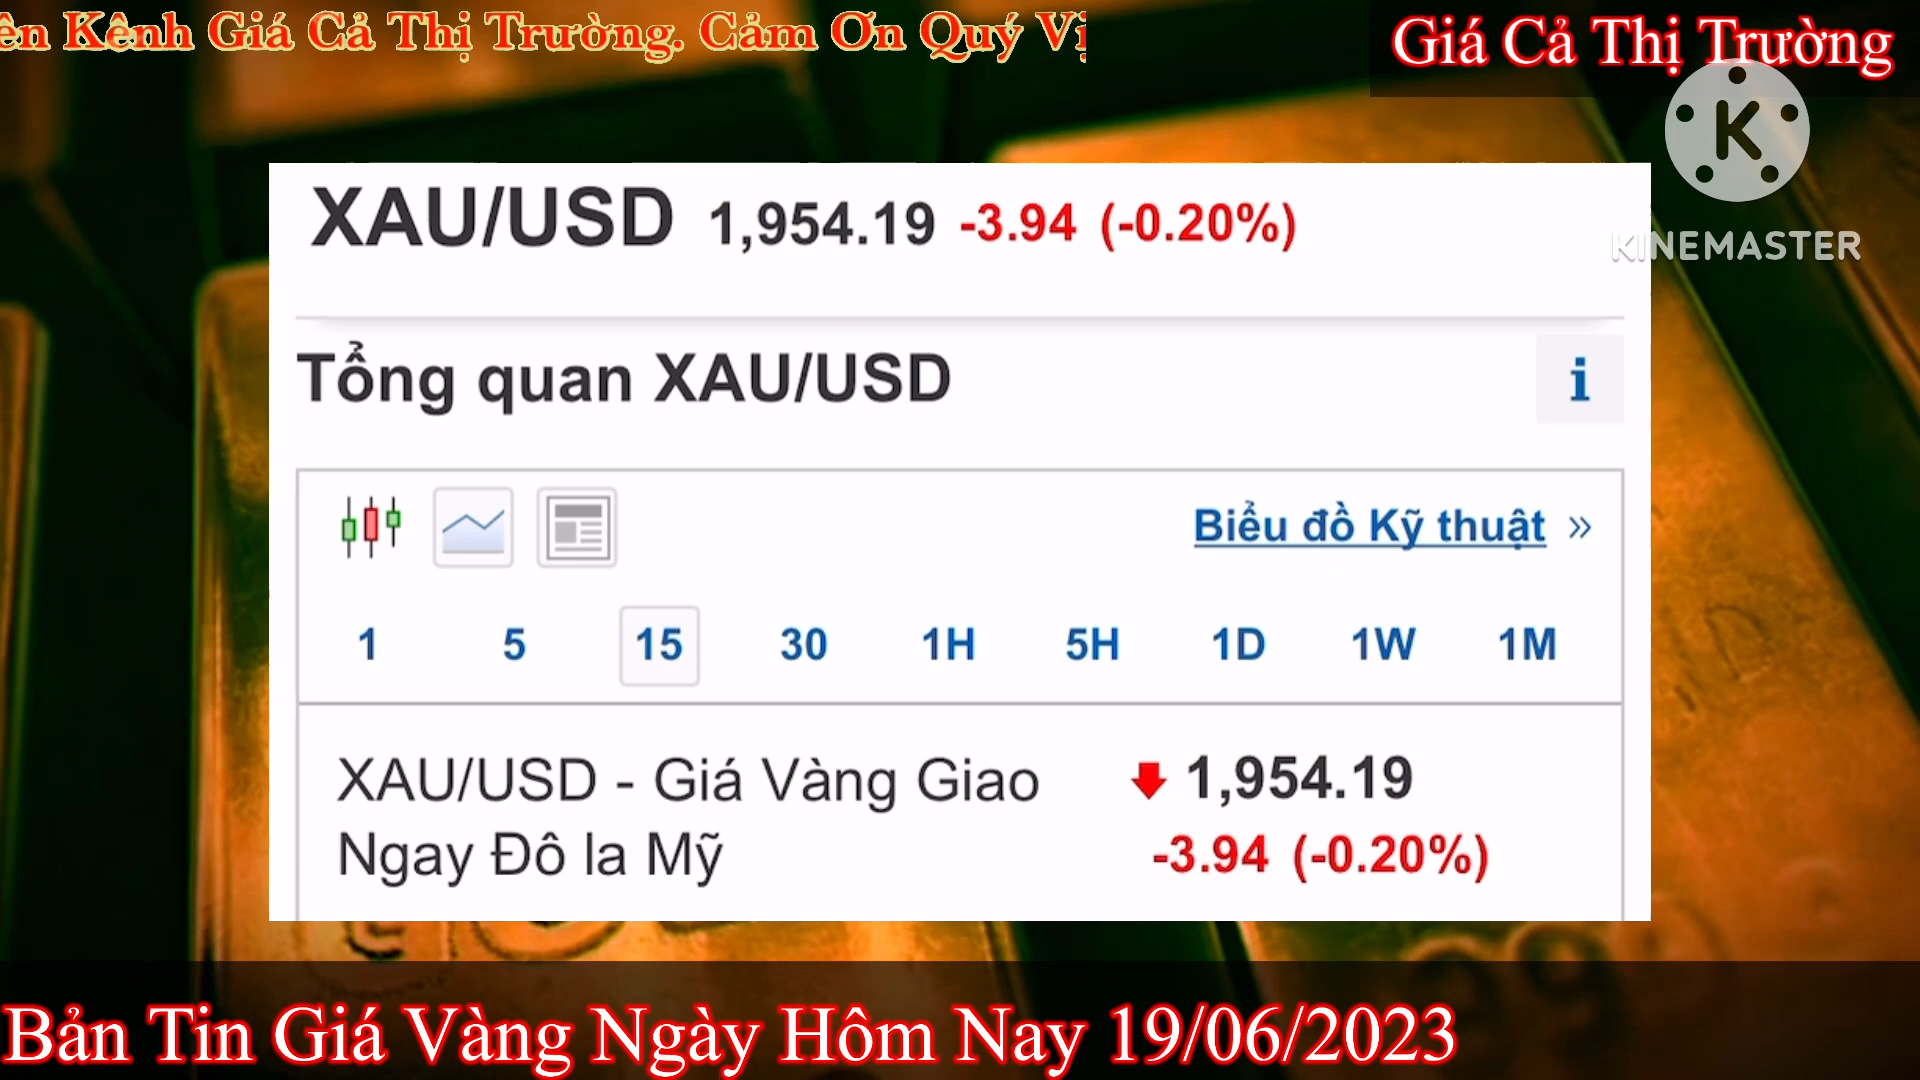 Kênh Giá Cả Thị Trường. Cảm Ơn Quý
Giá Cả Thị Trường
K
KINEMASTER
XAU/USD 1,954.19 -3.94 (-0.20%)
Tổng quan XAU/USD
i
Biểu đồ Kỹ thuật »
1 5 15 30 1H 5H 1D 1W 1M
XAU/USD - Giá Vàng Giao 1,954.19
Ngay Đô la Mỹ -3.94 (-0.20%)
Bản Tin Giá Vàng Ngày Hôm Nay 19/06/2023